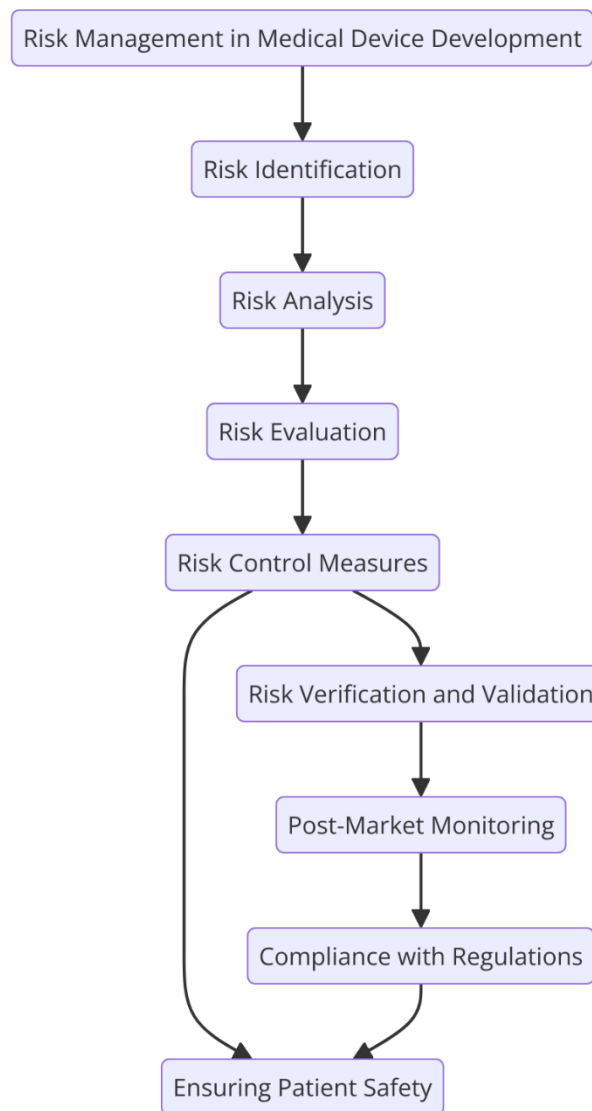 Risk Management in Medical Device Development
Risk Identification
Risk Analysis
Risk Evaluation
Risk Control Measures
Risk Verification and Validation
Post-Market Monitoring
Compliance with Regulations
Ensuring Patient Safety